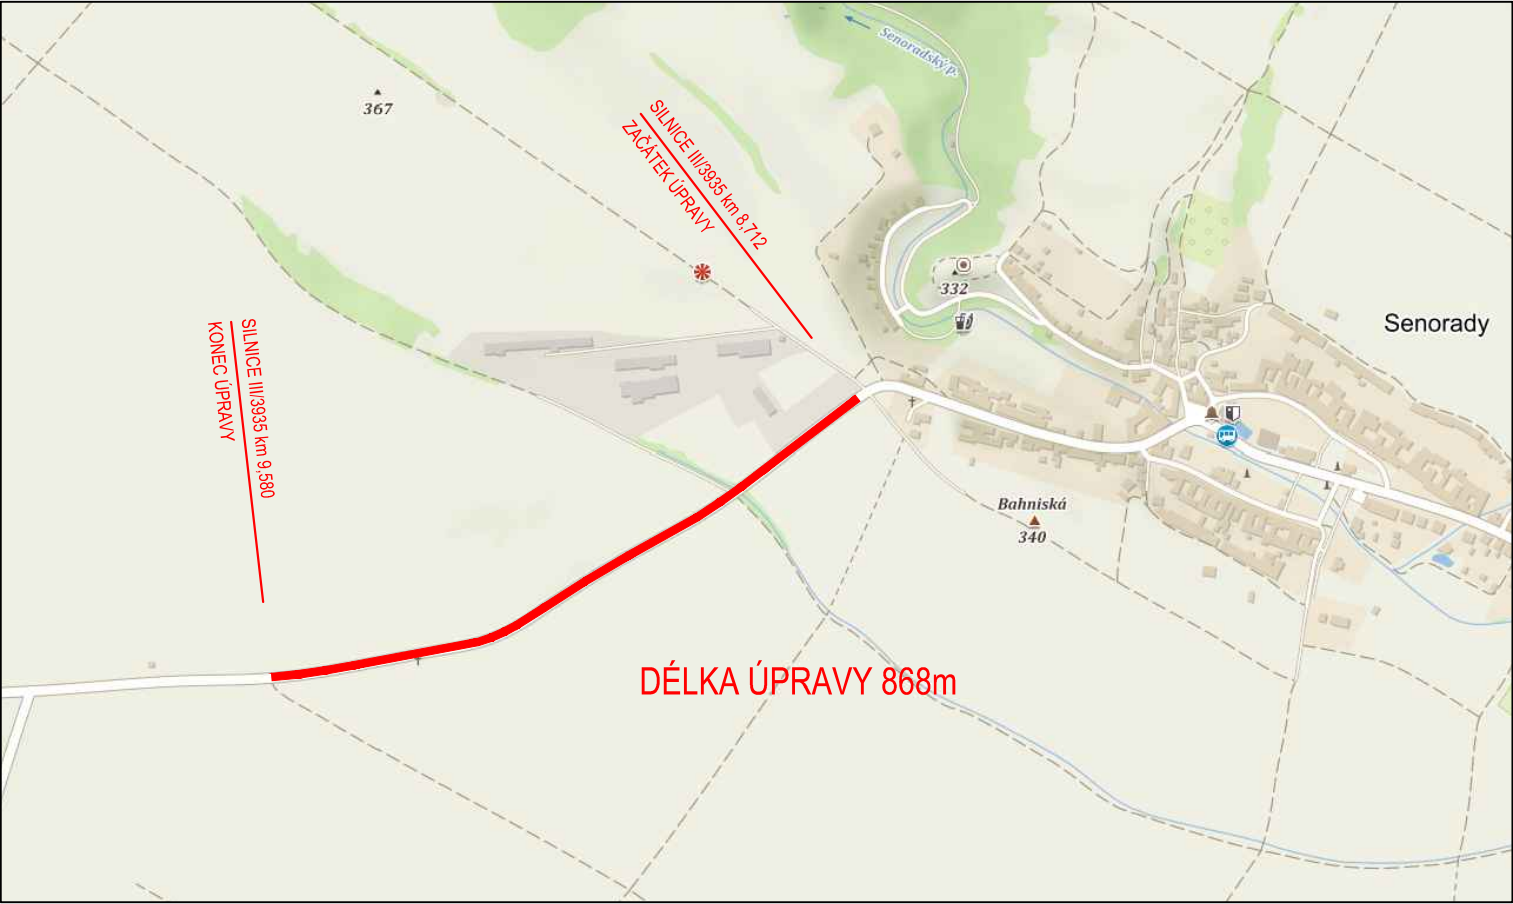 Senoradský p.
367
SILNICE III/3935 km 8,712
ZAČÁTEK ÚPRAVY
332
Senorady
SILNICE III/3935 km 9,580
KONEC ÚPRAVY
Bahniská
340
DÉLKA ÚPRAVY 868m